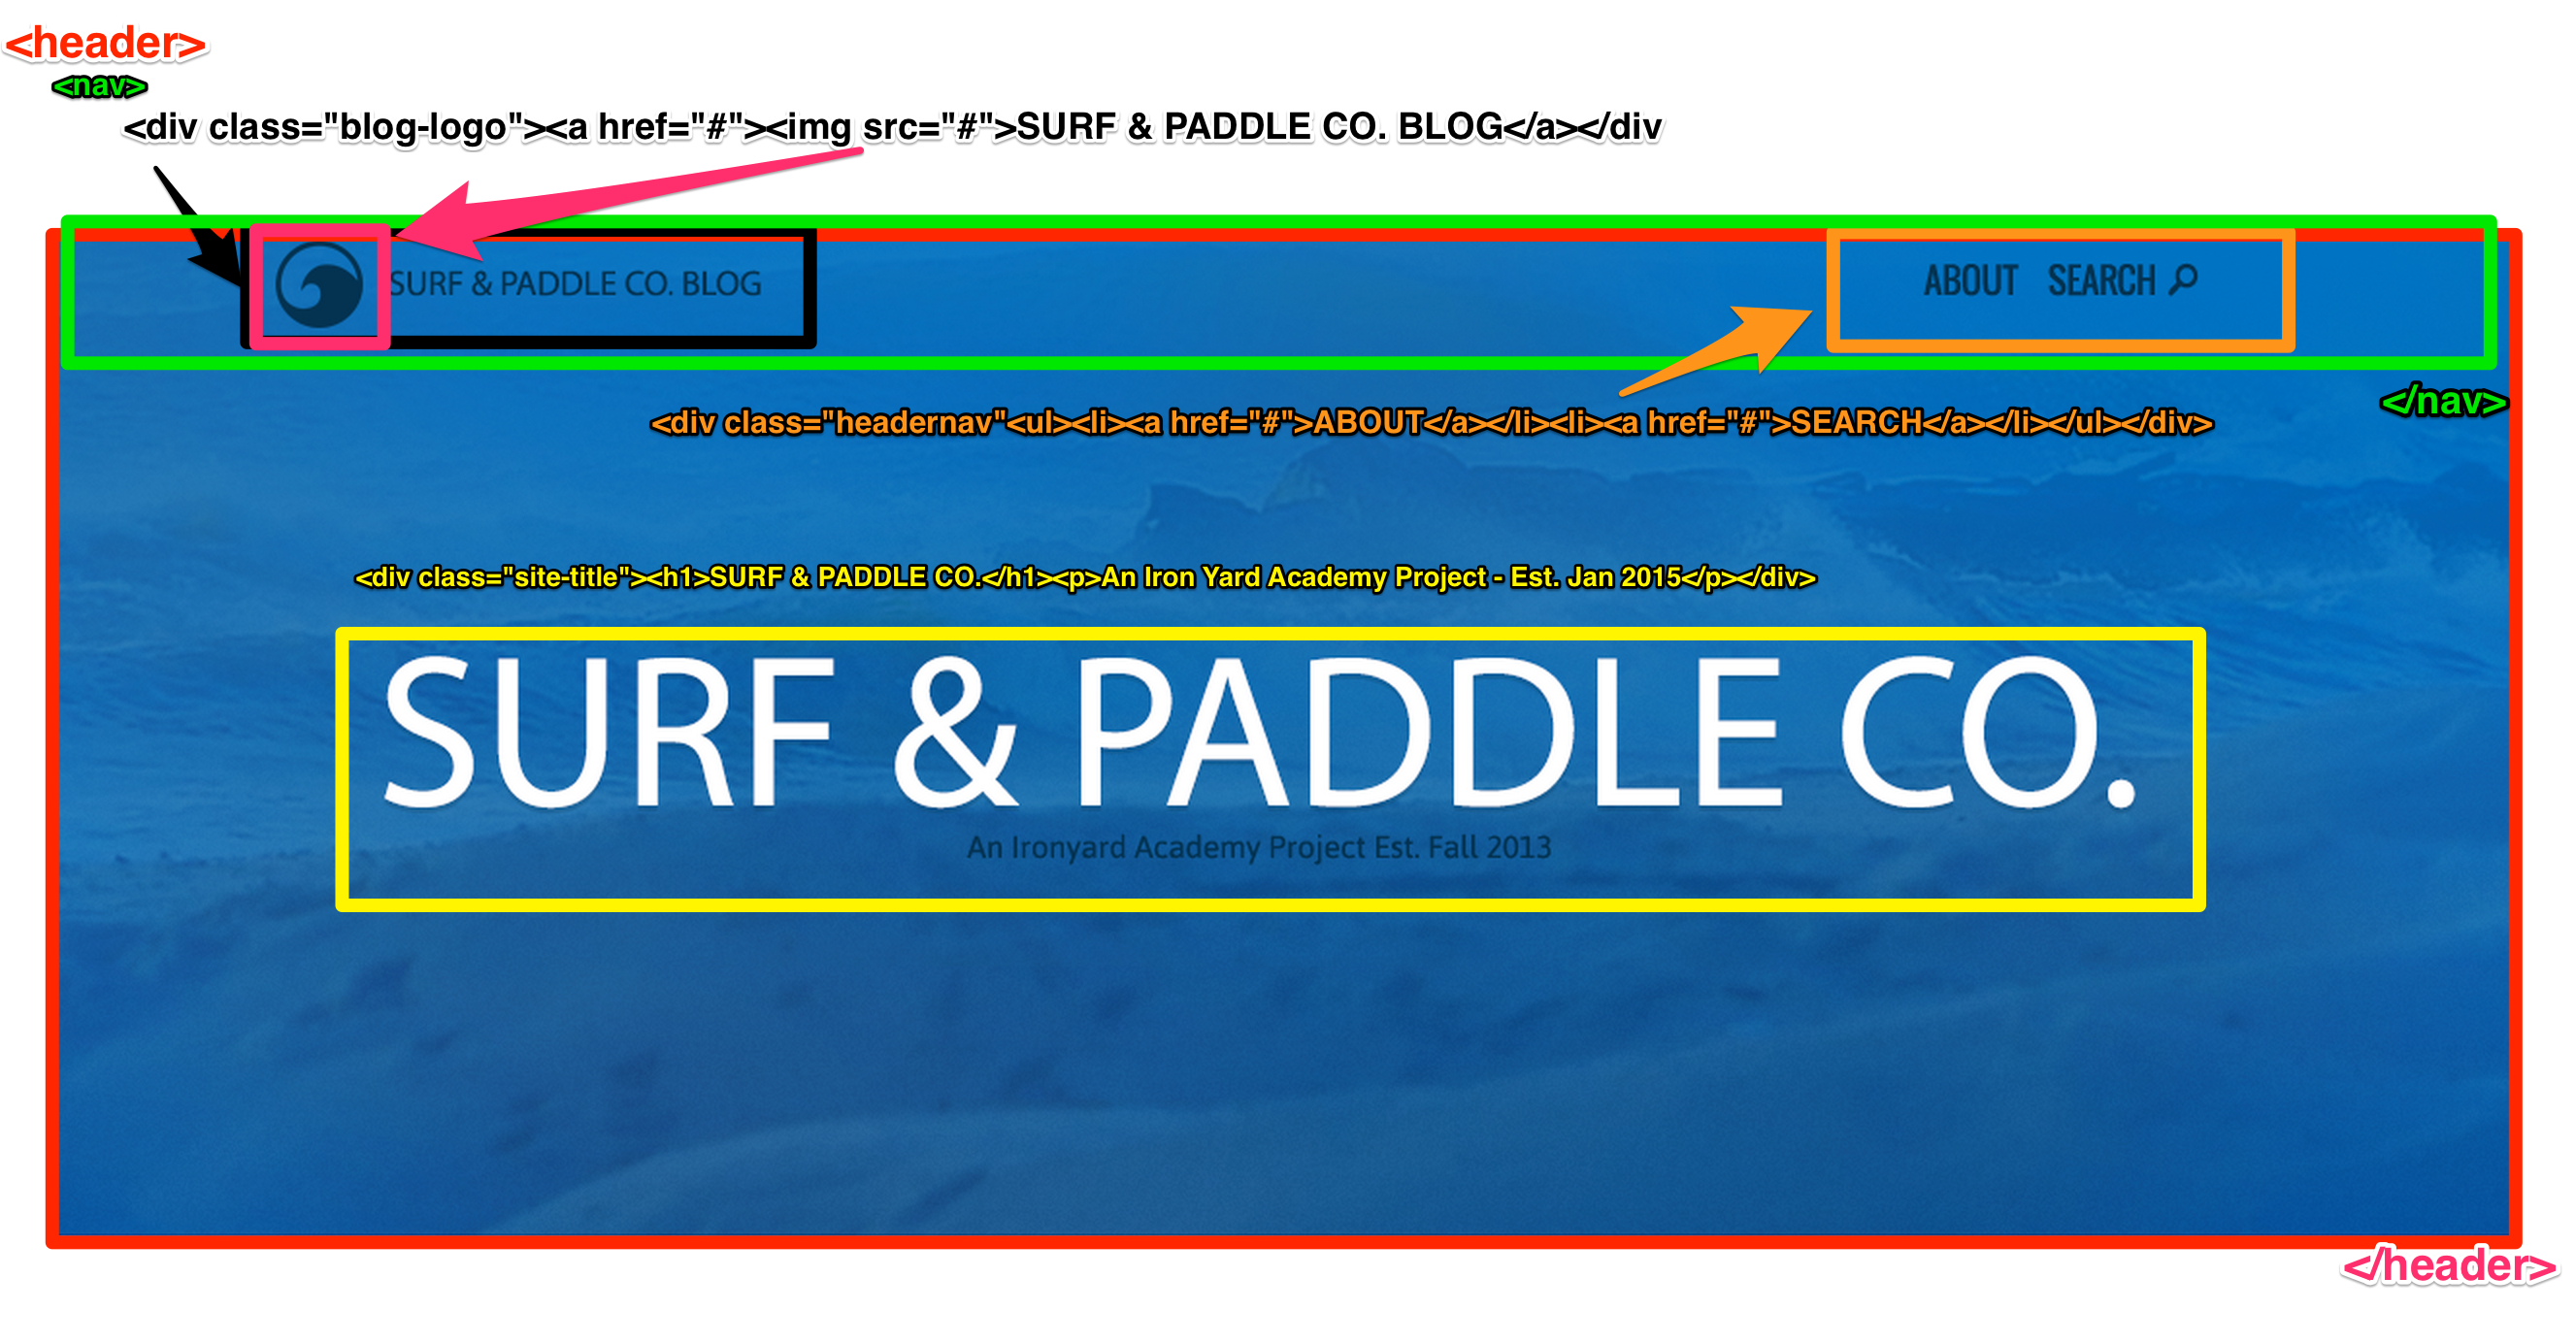 <header>
<nav>
<div class="blog-logo"><a href="#"><img src="#">SURF & PADDLE CO. BLOG</a></div
SURF & PADDLE CO. BLOG
ABOUT SEARCH
</nav>
<div class="headernav"<ul><li><a href="#">ABOUT</a></li><li><a href="#">SEARCH</a></li></ul></div>
<div class="site-title"><h1>SURF & PADDLE CO.</h1><p>An Iron Yard Academy Project - Est. Jan 2015</p></div>
SURF & PADDLE CO.
An Ironyard Academy Project Est. Fall 2013
</header>